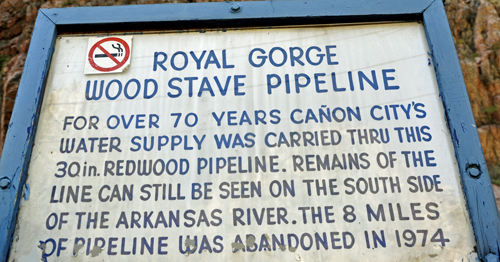 ROYAL GORGE
WOOD STAVE PIPELINE
FOR OVER 70 YEARS CAÑON CITY'S
WATER SUPPLY WAS CARRIED THRU THIS
30in. REDWOOD PIPELINE. REMAINS OF THE
LINE CAN STILL BE SEEN ON THE SOUTH SIDE
OF THE ARKANSAS RIVER. THE 8 MILES
OF PIPELINE WAS ABANDONED IN 1974